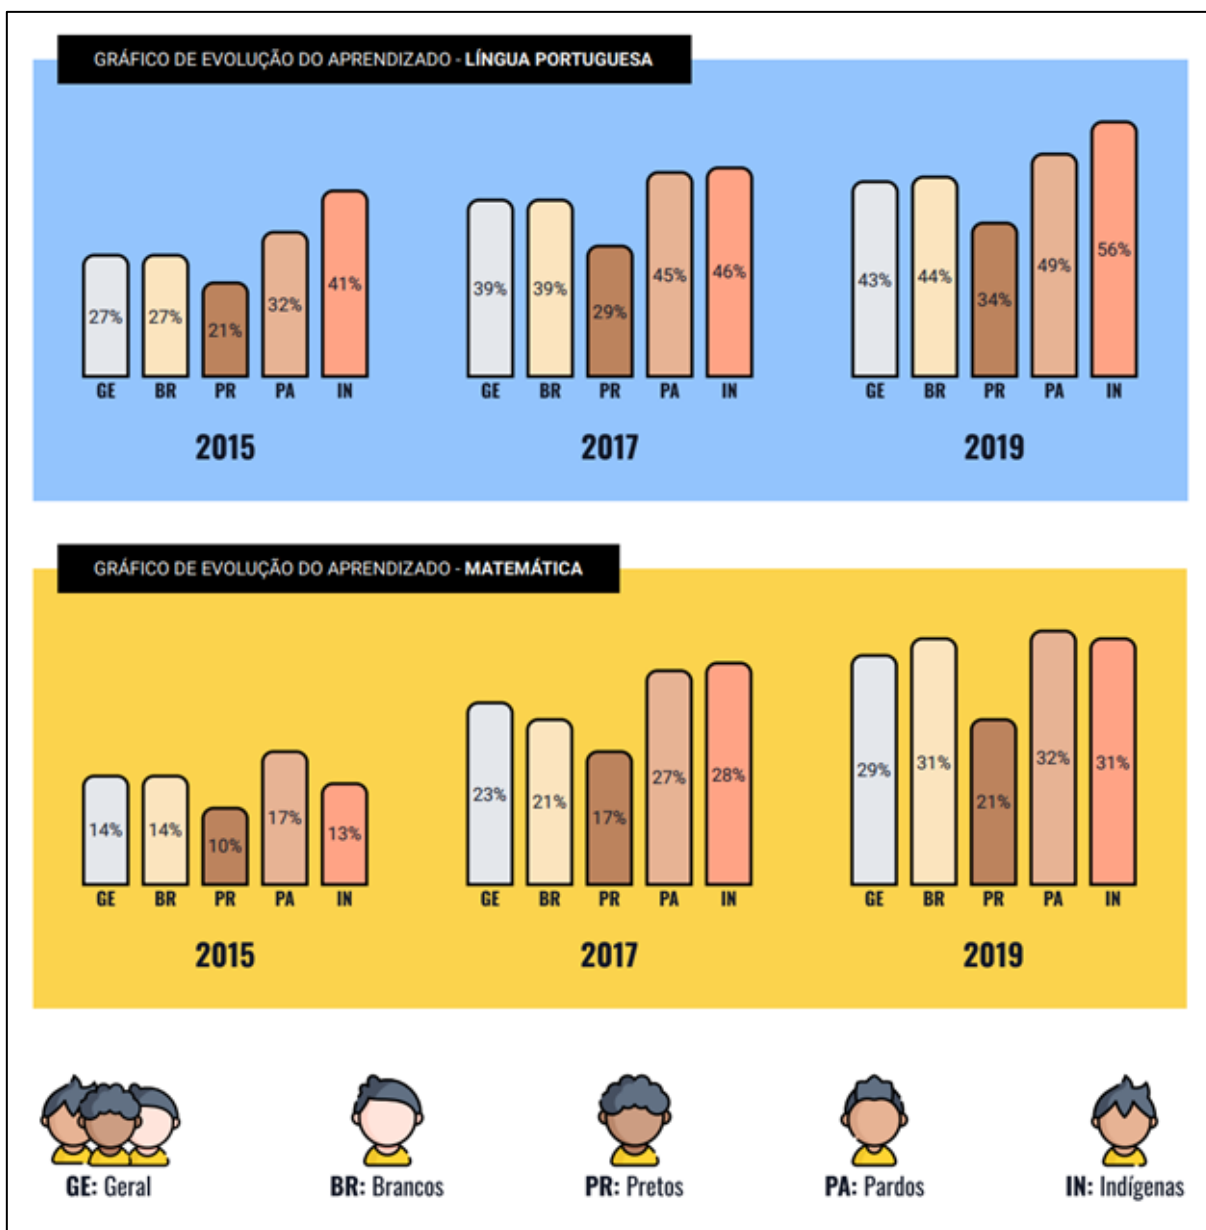 GRÁFICO DE EVOLUÇÃO DO APRENDIZADO - LÍNGUA PORTUGUESA
27% 27% 21% 32% 41%
GE BR PR PA IN
2015
39% 39% 29% 45% 46%
GE BR PR PA IN
2017
43% 44% 34% 49% 56%
GE BR PR PA IN
2019
GRÁFICO DE EVOLUÇÃO DO APRENDIZADO - MATEMÁTICA
14% 14% 10% 17% 13%
GE BR PR PA IN
2015
23% 21% 17% 27% 28%
GE BR PR PA IN
2017
29% 31% 21% 32% 31%
GE BR PR PA IN
2019
GE: Geral
BR: Brancos
PR: Pretos
PA: Pardos
IN: Indígenas